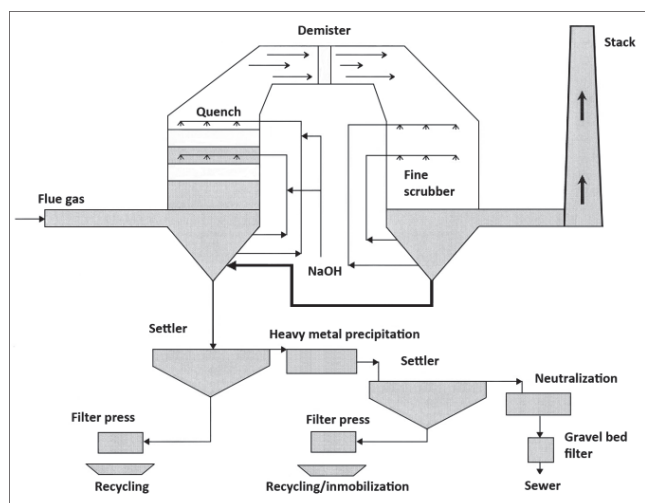 Demister
Stack
Quench
Flue gas
Fine
scrubber
NaOH
Settler
Heavy metal precipitation
Settler
Neutralization
Filter press
Filter press
Gravel bed
filter
Recycling
Recycling/inmobilization
Sewer